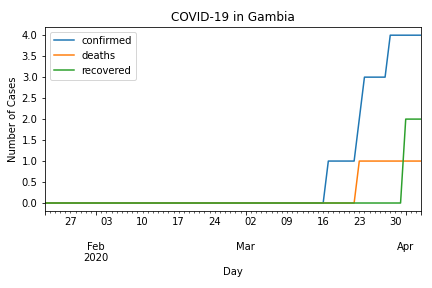 COVID-19 in Gambia
confirmed
deaths
recovered
Number of Cases
4.0
3.5
3.0
2.5
2.0
1.5
1.0
0.5
0.0
27 03 10 17 24 02 09 16 23 30
Feb Mar Apr
2020
Day